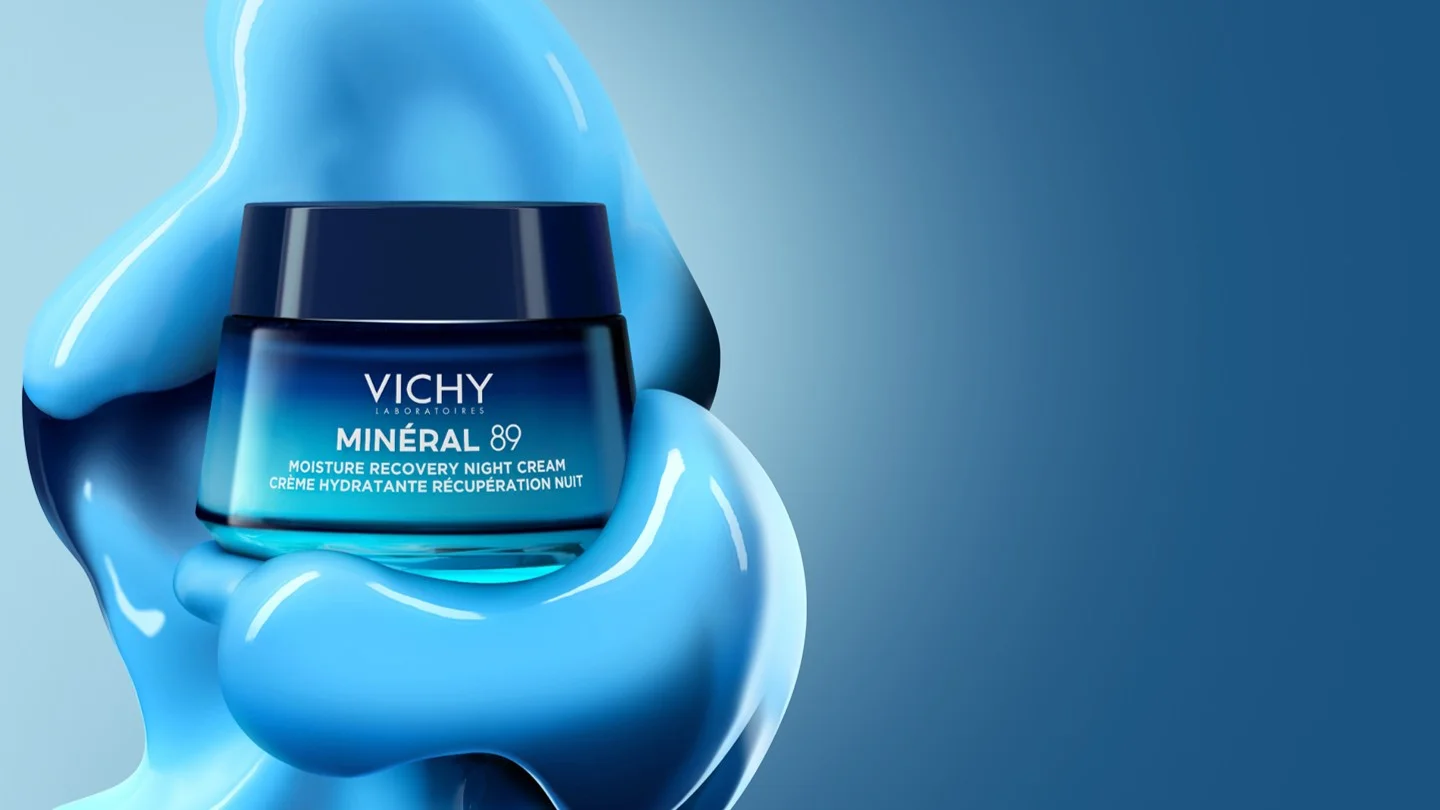 VICHY
LABORATOIRES
MINÉRAL 89
MOISTURE RECOVERY NIGHT CREAM
CRÈME HYDRATANTE RÉCUPÉRATION NUIT